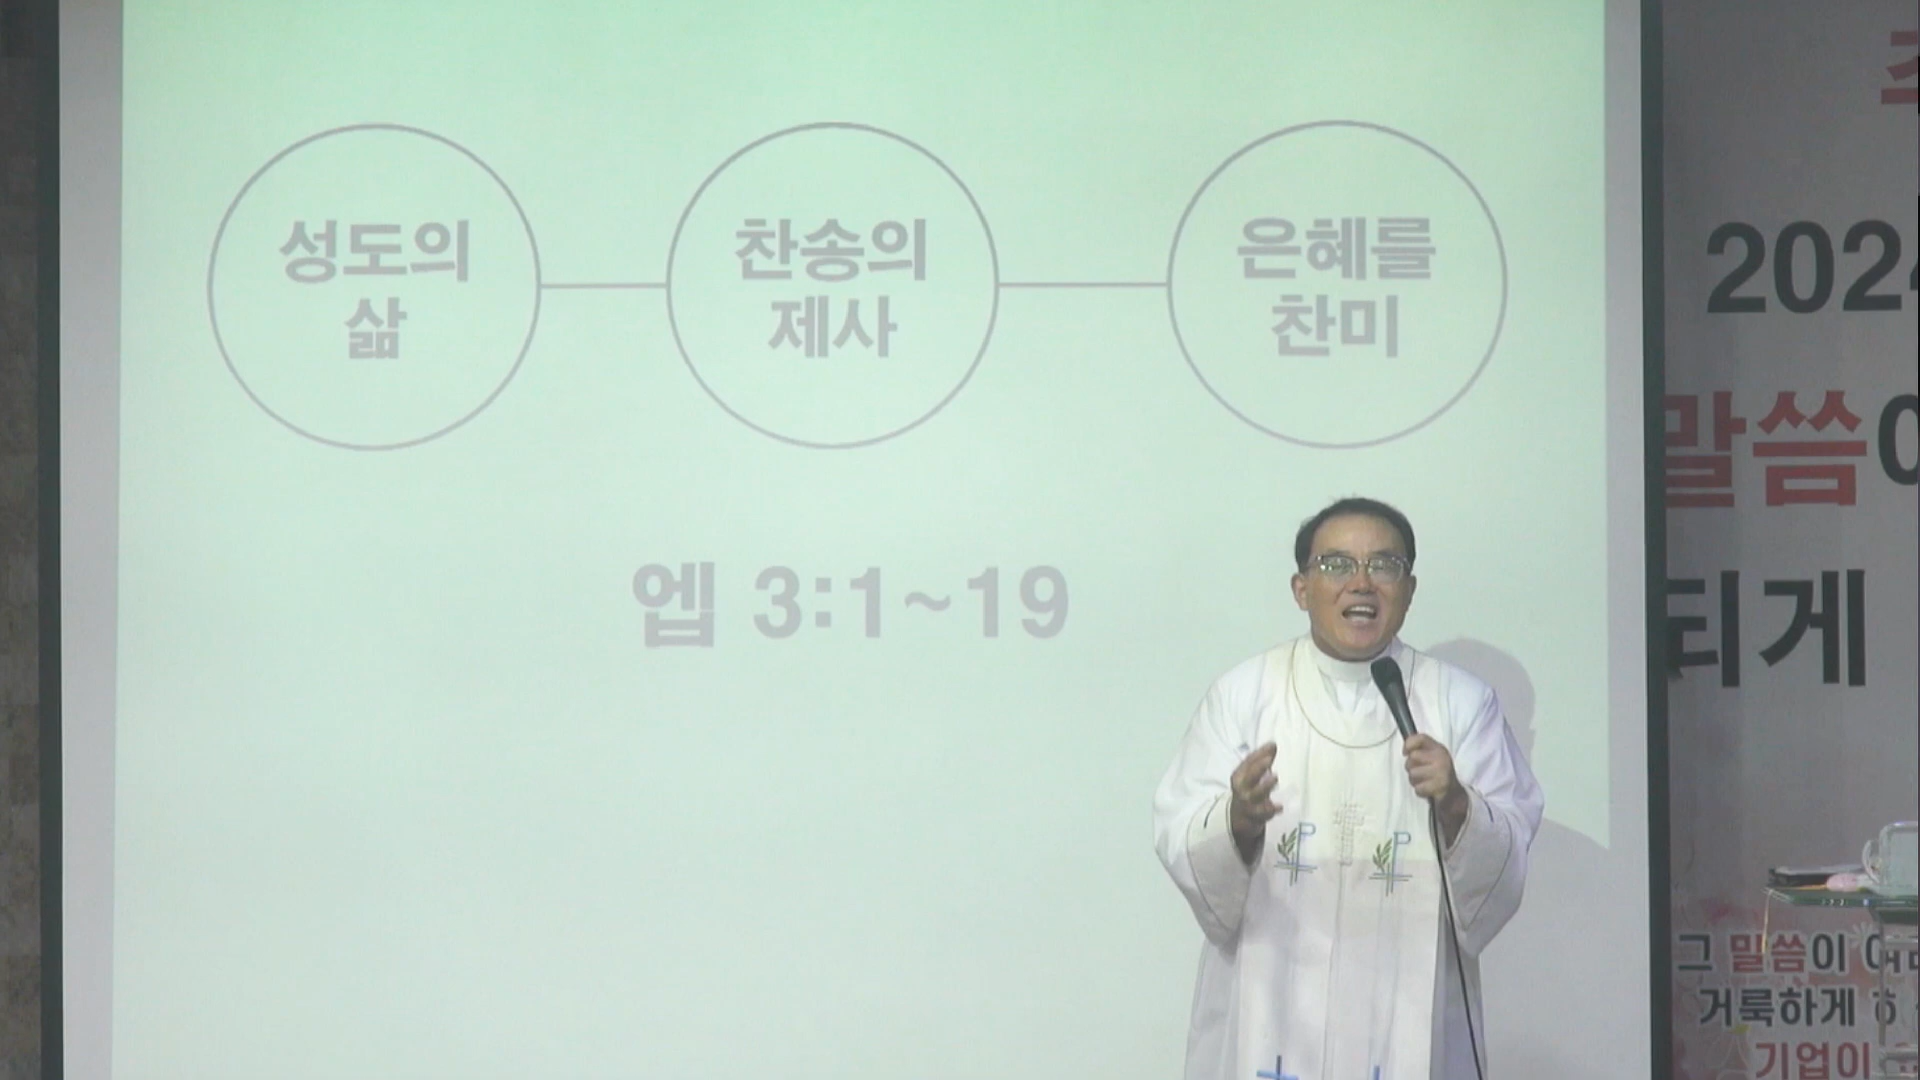 성도의
삶
찬송의
제사
은혜를
찬미
엡 3:1~19
말씀
되게
그 말씀이
거룩하게
기업이